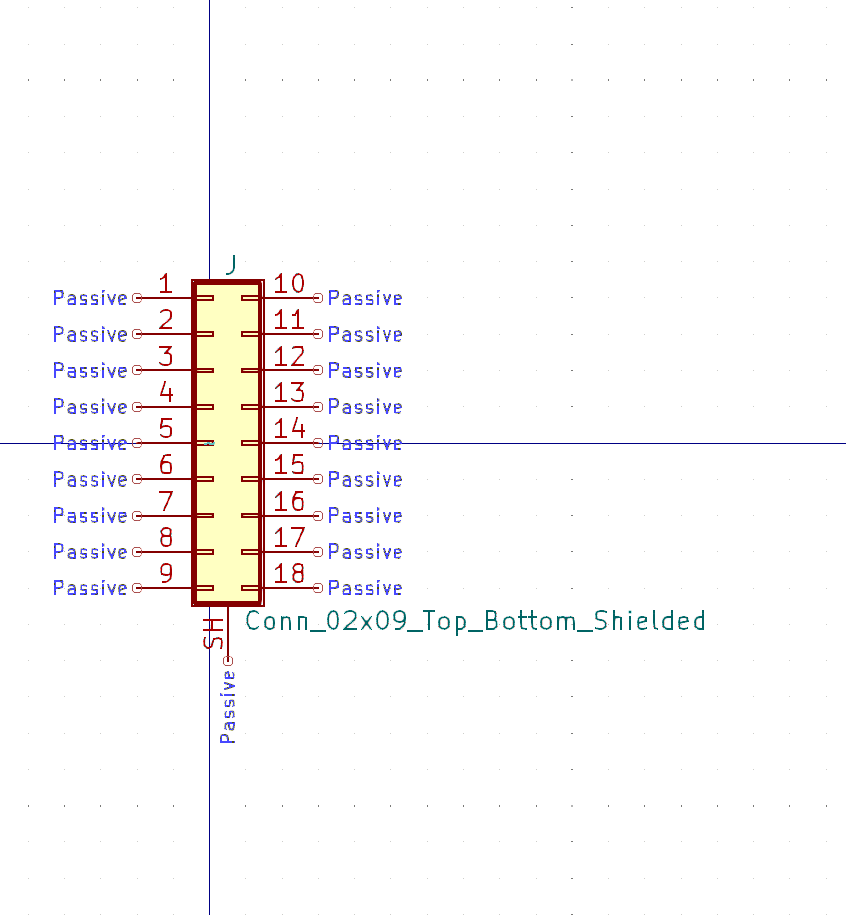 J
Passive 1 10 Passive
Passive 2 11 Passive
Passive 3 12 Passive
Passive 4 13 Passive
Passive 5 14 Passive
Passive 6 15 Passive
Passive 7 16 Passive
Passive 8 17 Passive
Passive 9 18 Passive
SH
Conn_02x09_Top_Bottom_Shielded
Passive